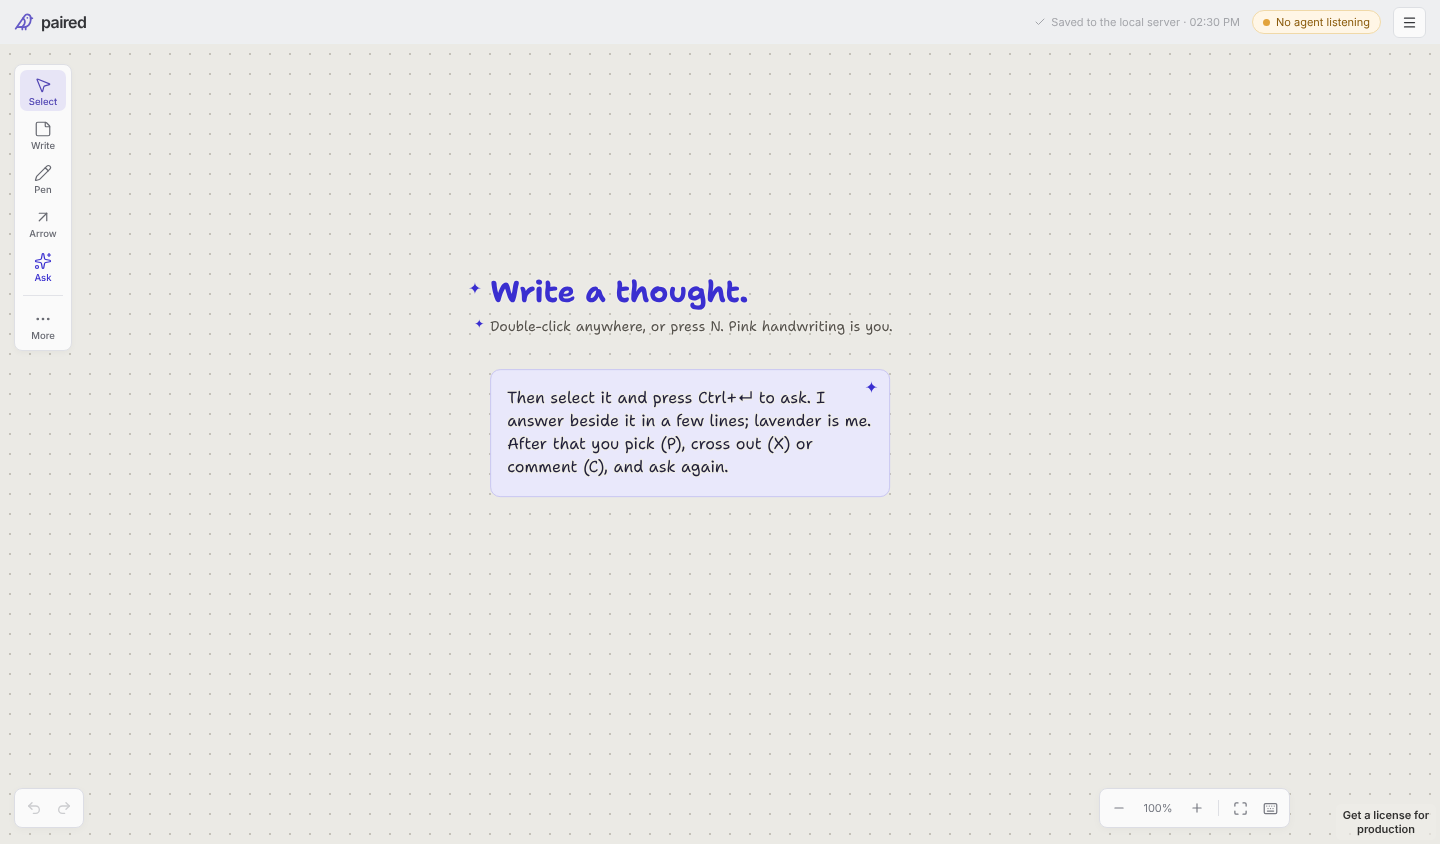 paired
Saved to the local server · 02:30 PM
No agent listening
Select
Write
Pen
Arrow
Ask
More
Write a thought.
Double-click anywhere, or press N. Pink handwriting is you.
Then select it and press Ctrl+↵ to ask. I
answer beside it in a few lines; lavender is me.
After that you pick (P), cross out (X) or
comment (C), and ask again.
100%
Get a license for
production